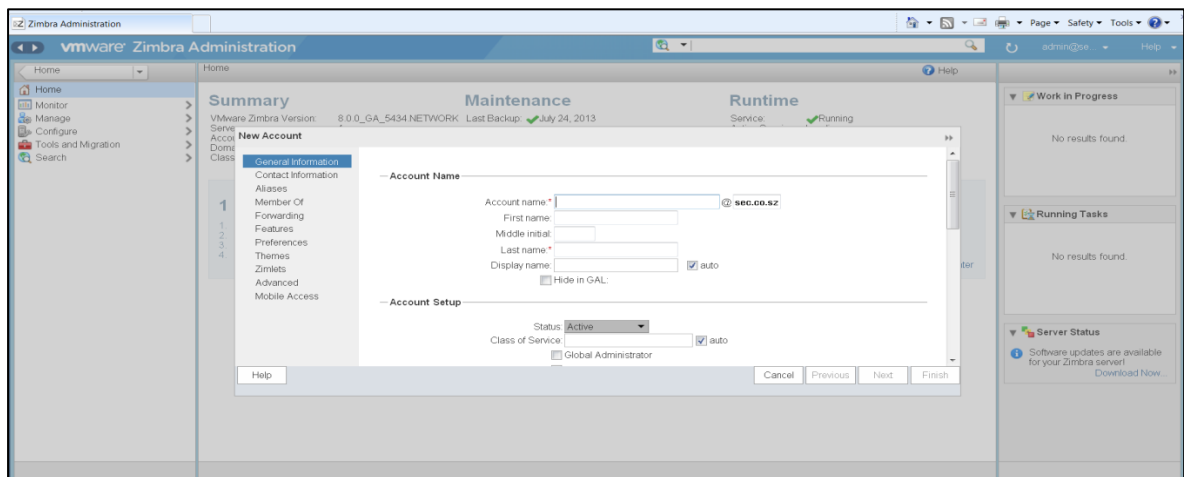 Zimbra Administration
Page Safety Tools
vmware Zimbra Administration
admin@se... Help
Home
Home
Help
Home
Monitor
Manage
Configure
Tools and Migration
Search
Summary Maintenance Runtime
VMware Zimbra Version: 8.0.0_GA_5434.NETWORK Last Backup: July 24, 2013 Service: Running
New Account
General Information
Contact Information
Aliases
Member Of
Forwarding
Features
Preferences
Themes
Zimlets
Advanced
Mobile Access
Account Name
Account name:* @ sec.co.sz
First name:
Middle initial:
Last name:*
Display name: auto
Hide in GAL:
Account Setup
Status: Active
Class of Service: auto
Global Administrator
Help Cancel Previous Next Finish
1
1.
2.
3.
4.
Work in Progress
No results found.
Running Tasks
No results found.
Server Status
Software updates are available
for your Zimbra server!
Download Now...